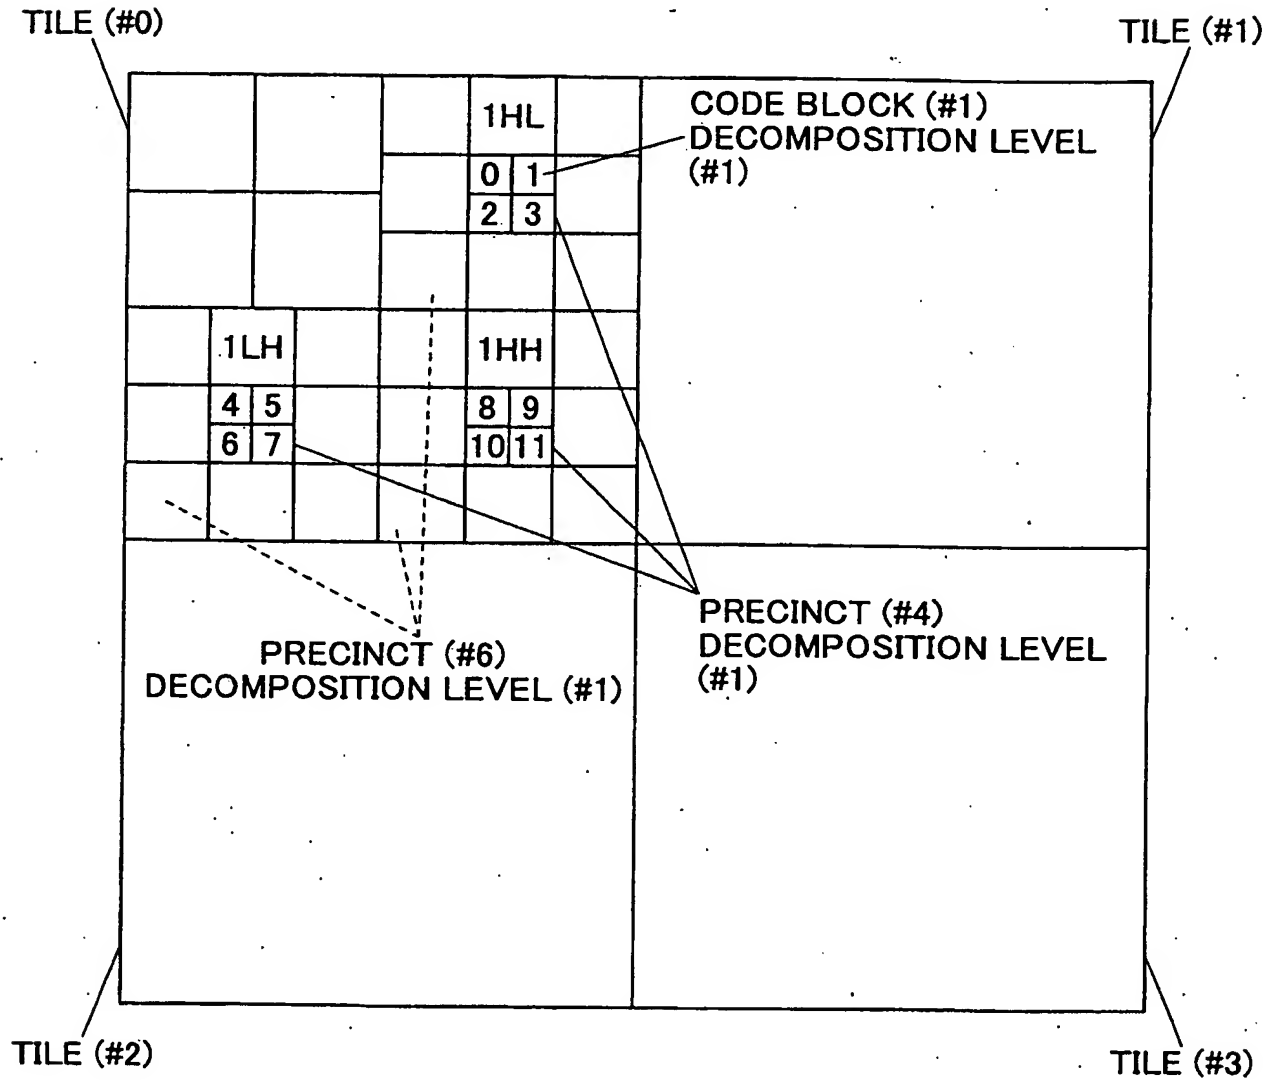 TILE (#0)
TILE (#1)
1HL
CODE BLOCK (#1)
DECOMPOSITION LEVEL
(#1)
0 1
2 3
1LH
1HH
4 5
8 9
6 7
10 11
PRECINCT (#4)
DECOMPOSITION LEVEL
(#1)
PRECINCT (#6)
DECOMPOSITION LEVEL (#1)
TILE (#2)
TILE (#3)